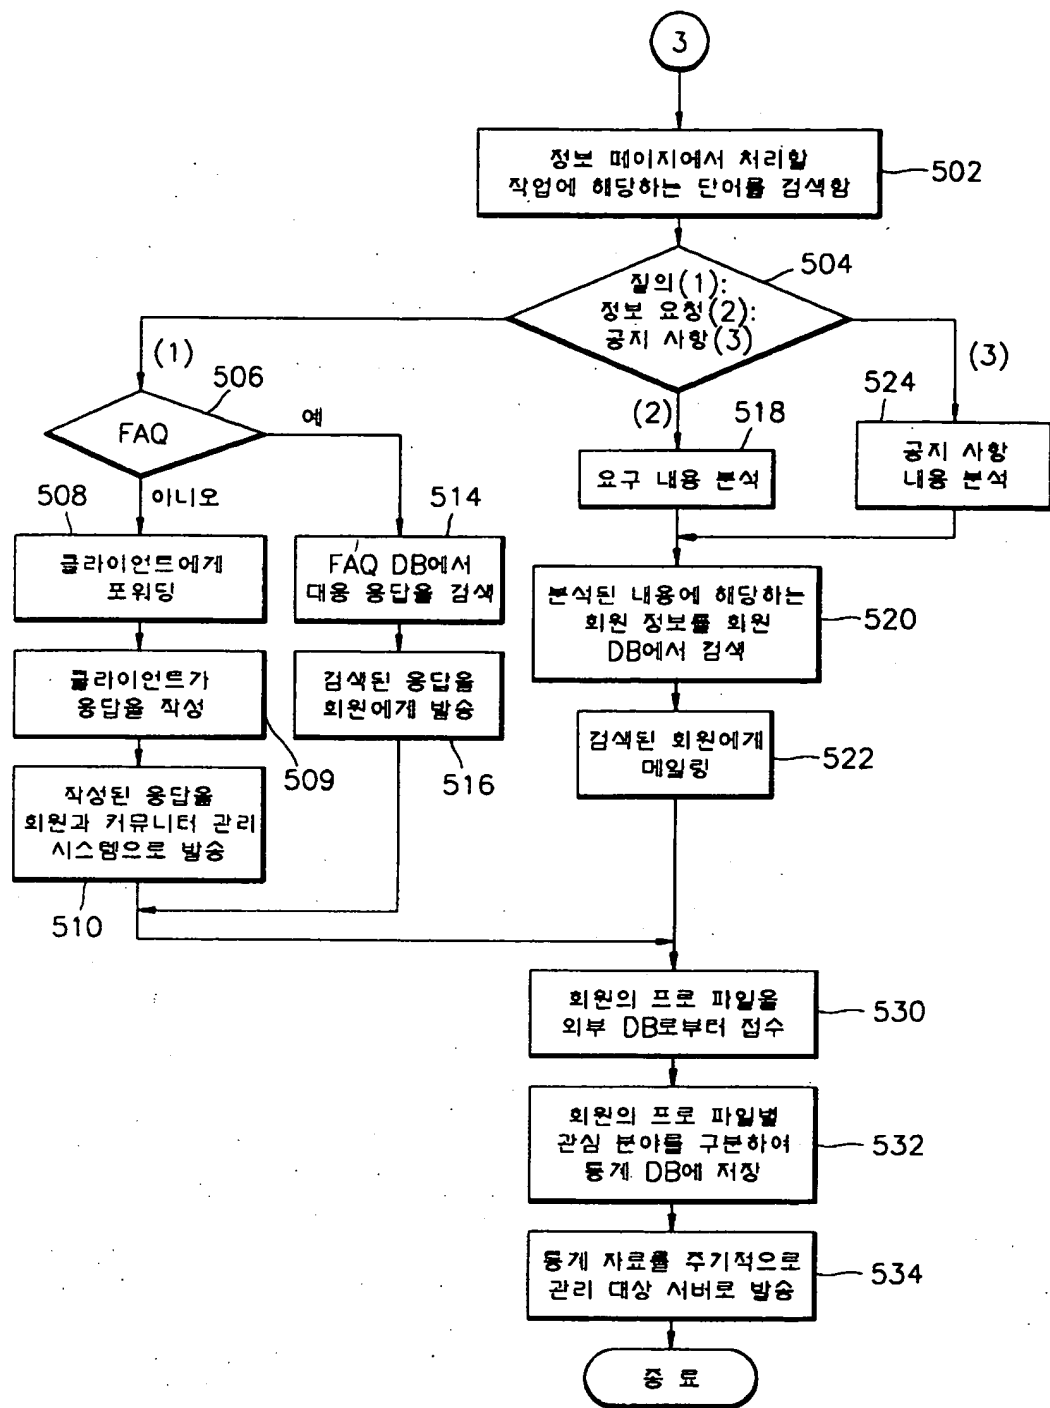 3
정보 페이지에서 처리할
작업에 해당하는 단어를 검색함
502
504
질의(1):
정보 요청(2):
공지 사항(3)
(1)
(2)
(3)
506
FAQ
예
아니오
508
클라이언트에게
포워딩
514
FAQ DB에서
대응 응답을 검색
518
요구 내용 분석
524
공지 사항
내용 분석
클라이언트가
응답을 작성
509
검색된 응답을
회원에게 발송
516
분석된 내용에 해당하는
회원 정보를 회원
DB에서 검색
520
작성된 응답을
회원과 커뮤니터 관리
시스템으로 발송
510
검색된 회원에게
메일링
522
회원의 프로 파일을
외부 DB로부터 접수
530
회원의 프로 파일별
관심 분야를 구분하여
통계 DB에 저장
532
통계 자료를 주기적으로
관리 대상 서버로 발송
534
종 료